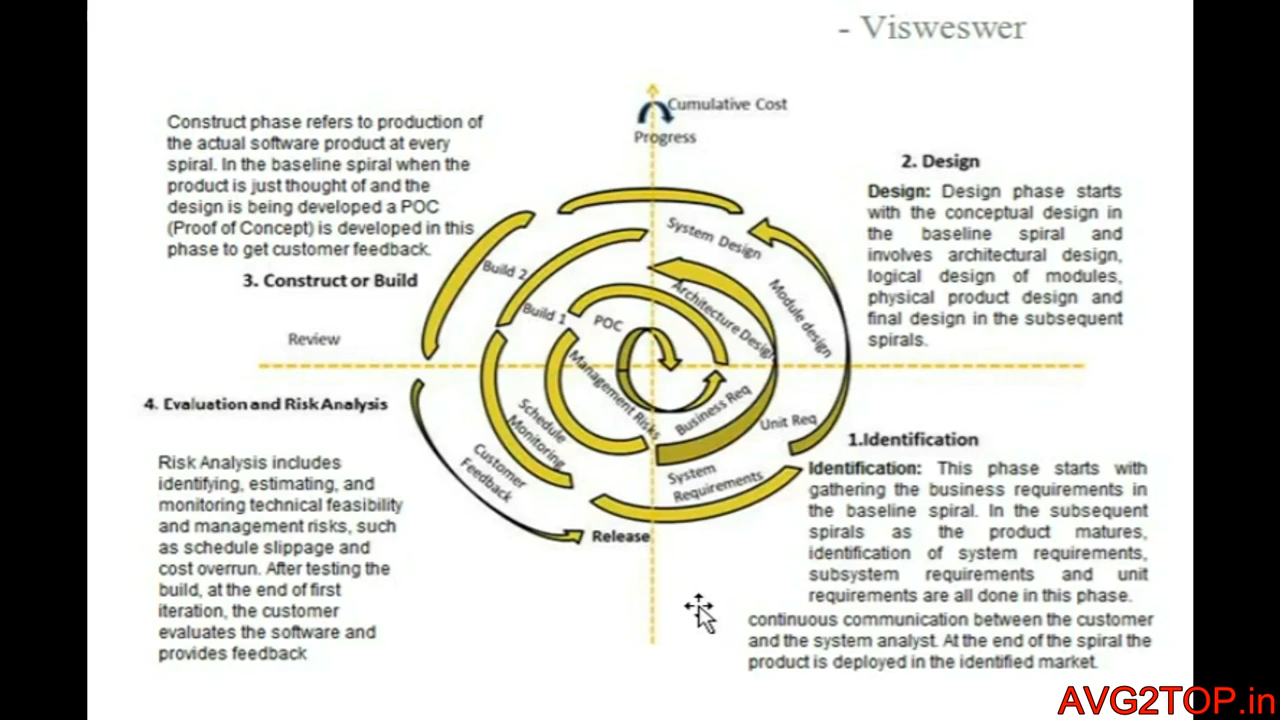 - Visweswer
Cumulative Cost
Progress
Construct phase refers to production of
the actual software product at every
spiral. In the baseline spiral when the
product is just thought of and the
design is being developed a POC
(Proof of Concept) is developed in this
phase to get customer feedback.
3. Construct or Build
Review
2. Design
Design: Design phase starts
with the conceptual design in
the baseline spiral and
involves architectural design,
logical design of modules,
physical product design and
final design in the subsequent
spirals.
System Design
Module design
Architecture Design
Build 2
Build 1
POC
Management Risks
Business Req
Unit Req
Schedule
Monitoring
Customer
Feedback
System
Requirements
Release
4. Evaluation and Risk Analysis
Risk Analysis includes
identifying, estimating, and
monitoring technical feasibility
and management risks, such
as schedule slippage and
cost overrun. After testing the
build, at the end of first
iteration, the customer
evaluates the software and
provides feedback
1.Identification
Identification: This phase starts with
gathering the business requirements in
the baseline spiral. In the subsequent
spirals as the product matures,
identification of system requirements,
subsystem requirements and unit
requirements are all done in this phase.
continuous communication between the customer
and the system analyst. At the end of the spiral the
product is deployed in the identified market.
AVG2TOP.in